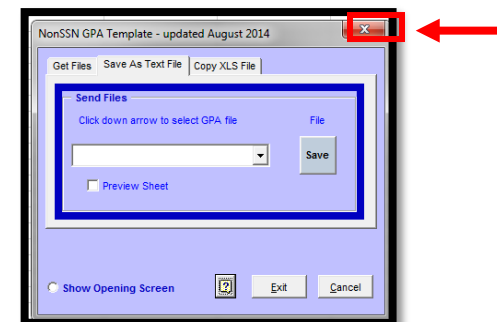 NonSSN GPA Template - updated August 2014
x
Get Files Save As Text File Copy XLS File
Send Files
Click down arrow to select GPA file File
Save
Preview Sheet
Show Opening Screen ? Exit Cancel